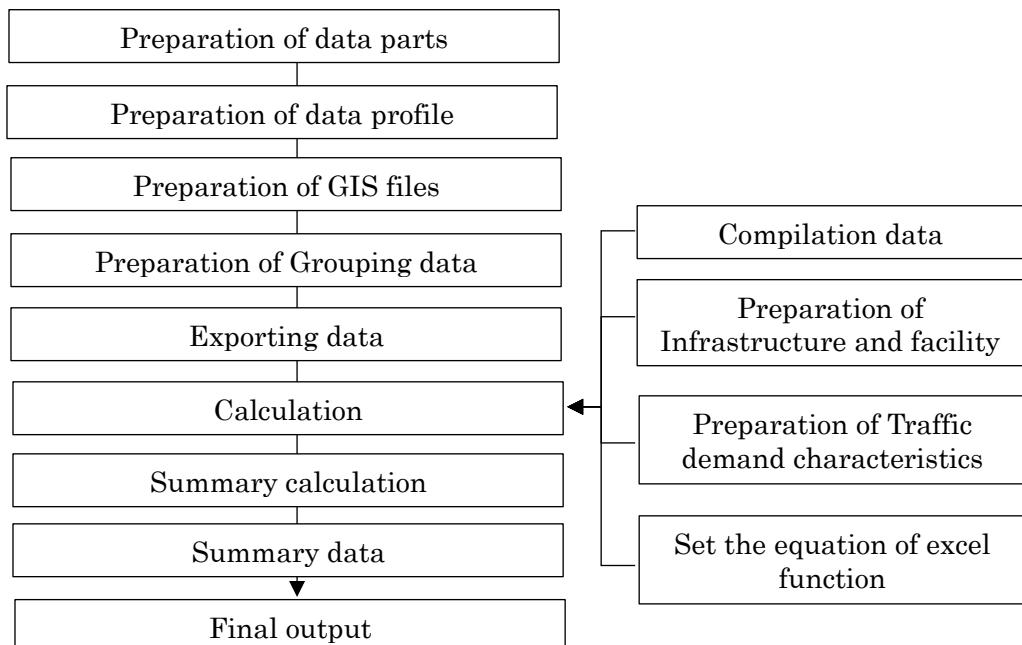 Preparation of data parts
Preparation of data profile
Preparation of GIS files
Preparation of Grouping data
Exporting data
Calculation
Summary calculation
Summary data
Final output
Compilation data
Preparation of
Infrastructure and facility
Preparation of Traffic
demand characteristics
Set the equation of excel
function